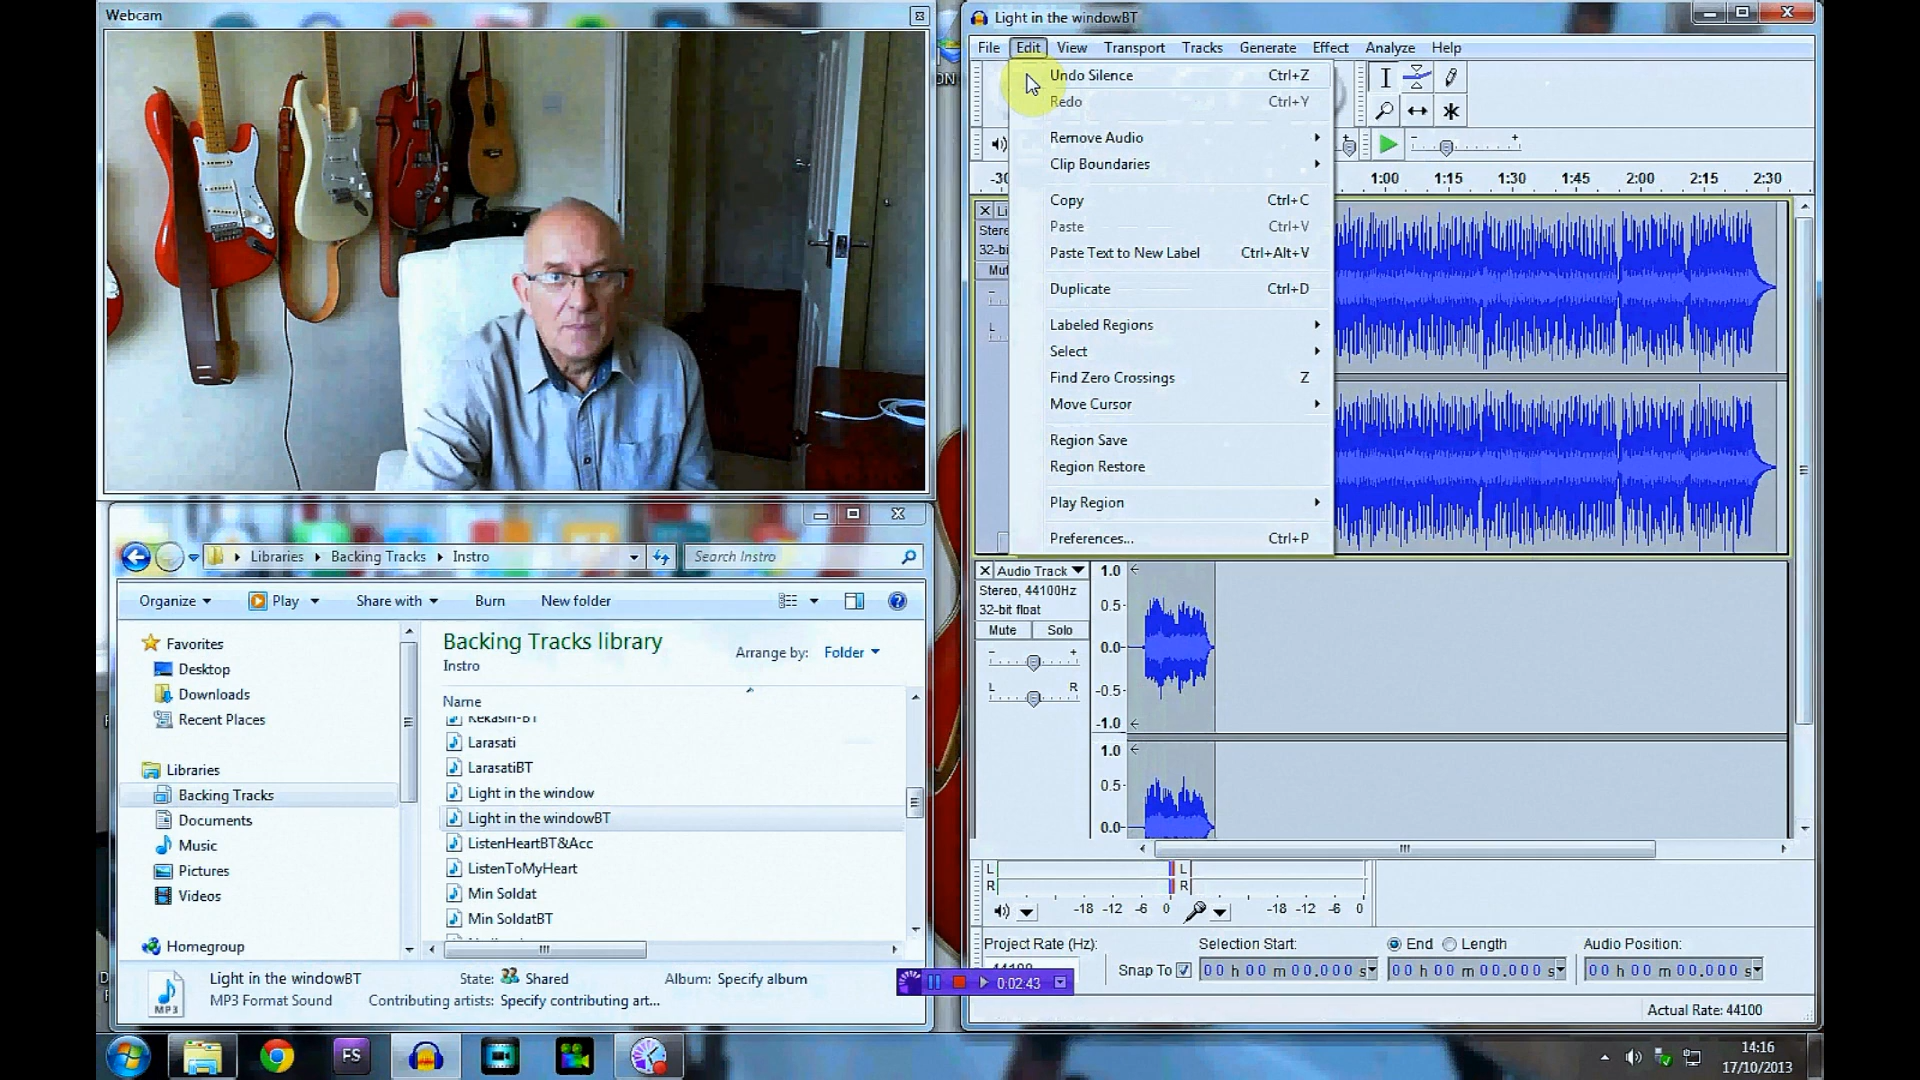 Webcam
Light in the windowBT
File Edit View Transport Tracks Generate Effect Analyze Help
Undo Silence Ctrl+Z
Redo Ctrl+Y
Remove Audio
Clip Boundaries
Copy Ctrl+C
Paste Ctrl+V
Paste Text to New Label Ctrl+Alt+V
Duplicate Ctrl+D
Labeled Regions
Select
Find Zero Crossings Z
Move Cursor
Region Save
Region Restore
Play Region
Preferences... Ctrl+P
-30 1:00 1:15 1:30 1:45 2:00 2:15 2:30
Stere
32-bit
Mut
L
Audio Track
Stereo, 44100Hz
32-bit float
Mute Solo
- +
L R
1.0
0.5
0.0
-0.5
-1.0
1.0
0.5
0.0
Libraries Backing Tracks Instro
Search Instro
Organize Play Share with Burn New folder
Favorites
Desktop
Downloads
Recent Places
Libraries
Backing Tracks
Documents
Music
Pictures
Videos
Homegroup
Backing Tracks library
Instro
Arrange by: Folder
Name
Kekasih-BT
Larasati
LarasatiBT
Light in the window
Light in the windowBT
ListenHeartBT&Acc
ListenToMyHeart
Min Soldat
Min SoldatBT
Light in the windowBT State: Shared Album: Specify album
MP3 Format Sound Contributing artists: Specify contributing art...
MP3
L L
R R
-18 -12 -6 0 -18 -12 -6 0
Project Rate (Hz): Selection Start: End Length Audio Position:
44100 Snap To 00 h 00 m 00.000 s 00 h 00 m 00.000 s 00 h 00 m 00.000 s
0:02:43
Actual Rate: 44100
FS
14:16
17/10/2013